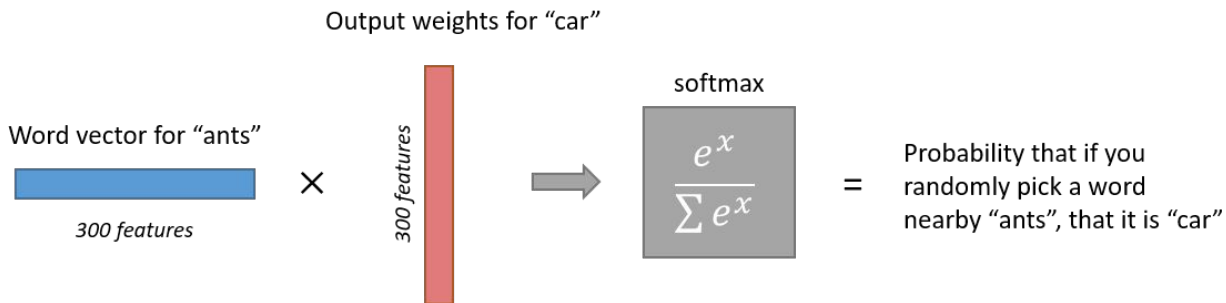 Output weights for “car”
softmax
Word vector for “ants”
300 features
×
300 features
e^x
∑ e^x
=
Probability that if you
randomly pick a word
nearby “ants”, that it is “car”